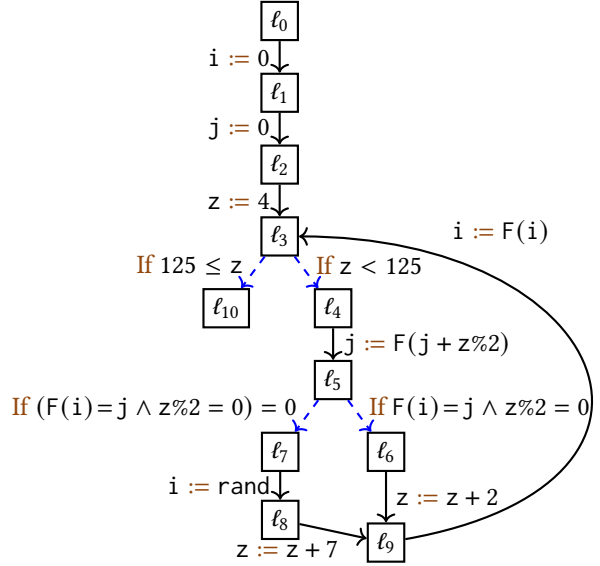 ℓ0
i := 0
ℓ1
j := 0
ℓ2
z := 4
ℓ3
i := F(i)
If 125 ≤ z
If z < 125
ℓ10
ℓ4
j := F(j + z%2)
ℓ5
If (F(i)=j ∧ z%2 = 0) = 0
If F(i)=j ∧ z%2 = 0
ℓ7
ℓ6
i := rand
z := z + 2
ℓ8
ℓ9
z := z + 7